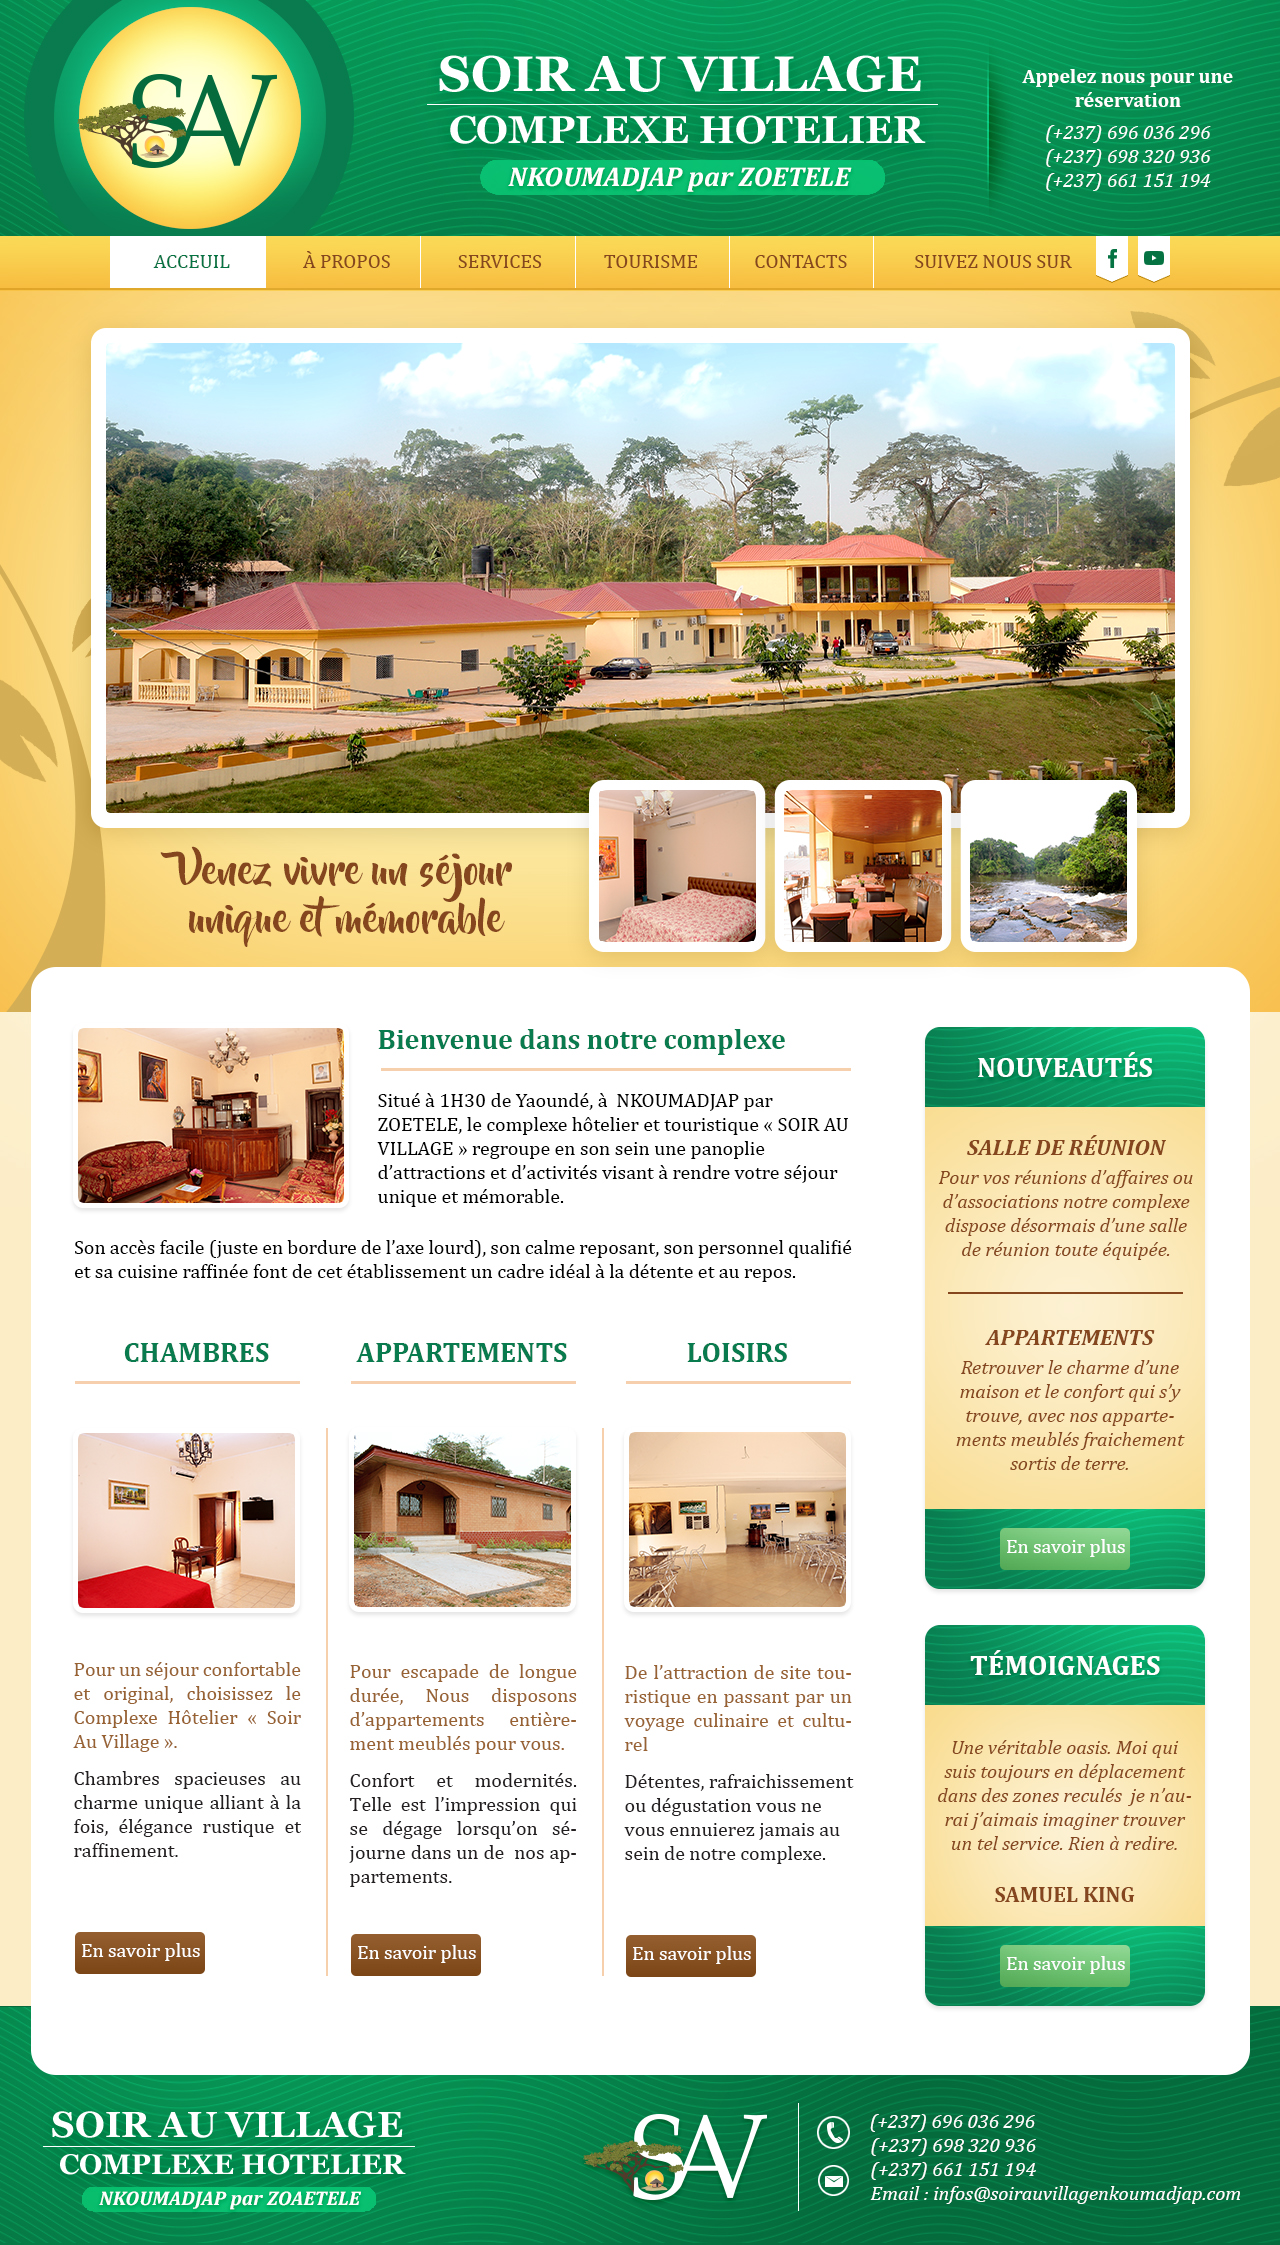 SAV
SOIR AU VILLAGE
COMPLEXE HOTELIER
NKOUMADJAP par ZOETELE
Appelez nous pour une
réservation
(+237) 696 036 296
(+237) 698 320 936
(+237) 661 151 194
ACCEUIL À PROPOS SERVICES TOURISME CONTACTS SUIVEZ NOUS SUR
Venez vivre un séjour
unique et mémorable
Bienvenue dans notre complexe
Situé à 1H30 de Yaoundé, à NKOUMADJAP par
ZOETELE, le complexe hôtelier et touristique « SOIR AU
VILLAGE » regroupe en son sein une panoplie
d’attractions et d’activités visant à rendre votre séjour
unique et mémorable.
Son accès facile (juste en bordure de l’axe lourd), son calme reposant, son personnel qualifié
et sa cuisine raffinée font de cet établissement un cadre idéal à la détente et au repos.
CHAMBRES
Pour un séjour confortable
et original, choisissez le
Complexe Hôtelier « Soir
Au Village ».
Chambres spacieuses au
charme unique alliant à la
fois, élégance rustique et
raffinement.
En savoir plus
APPARTEMENTS
Pour escapade de longue
durée, Nous disposons
d’appartements entière-
ment meublés pour vous.
Confort et modernités.
Telle est l’impression qui
se dégage lorsqu’on sé-
journe dans un de nos ap-
partements.
En savoir plus
LOISIRS
De l’attraction de site tou-
ristique en passant par un
voyage culinaire et cultu-
rel
Détentes, rafraichissement
ou dégustation vous ne
vous ennuierez jamais au
sein de notre complexe.
En savoir plus
NOUVEAUTÉS
SALLE DE RÉUNION
Pour vos réunions d’affaires ou
d’associations notre complexe
dispose désormais d’une salle
de réunion toute équipée.
APPARTEMENTS
Retrouver le charme d’une
maison et le confort qui s’y
trouve, avec nos apparte-
ments meublés fraichement
sortis de terre.
En savoir plus
TÉMOIGNAGES
Une véritable oasis. Moi qui
suis toujours en déplacement
dans des zones reculés je n’au-
rai j’aimais imaginer trouver
un tel service. Rien à redire.
SAMUEL KING
En savoir plus
SOIR AU VILLAGE
COMPLEXE HOTELIER
NKOUMADJAP par ZOAETELE
SAV
(+237) 696 036 296
(+237) 698 320 936
(+237) 661 151 194
Email : infos@soirauvillagenkoumadjap.com